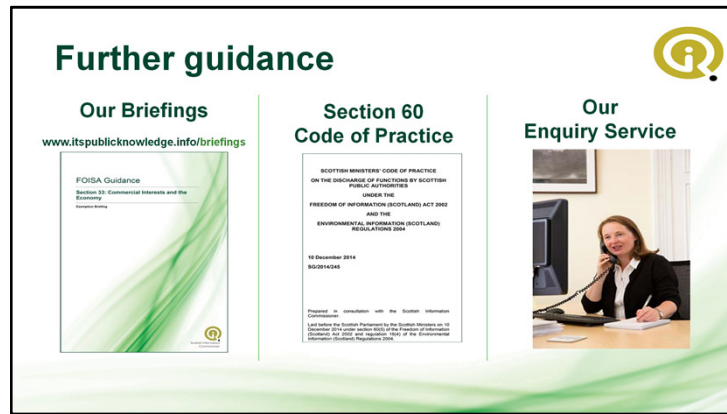 Further guidance
Our Briefings
www.itspublicknowledge.info/briefings
FOISA Guidance
Section 33: Commercial Interests and the
Economy
Exemption Briefing
Scottish Information
Commissioner
Section 60
Code of Practice
SCOTTISH MINISTERS' CODE OF PRACTICE
ON THE DISCHARGE OF FUNCTIONS BY SCOTTISH
PUBLIC AUTHORITIES
UNDER THE
FREEDOM OF INFORMATION (SCOTLAND) ACT 2002
AND THE
ENVIRONMENTAL INFORMATION (SCOTLAND)
REGULATIONS 2004
10 December 2014
SG/2014/245
Prepared in consultation with the Scottish Information
Commissioner.
Laid before the Scottish Parliament by the Scottish Ministers on 10
December 2014 under section 60(5) of the Freedom of Information
(Scotland) Act 2002 and regulation 18(4) of the Environmental
Information (Scotland) Regulations 2004.
Our
Enquiry Service